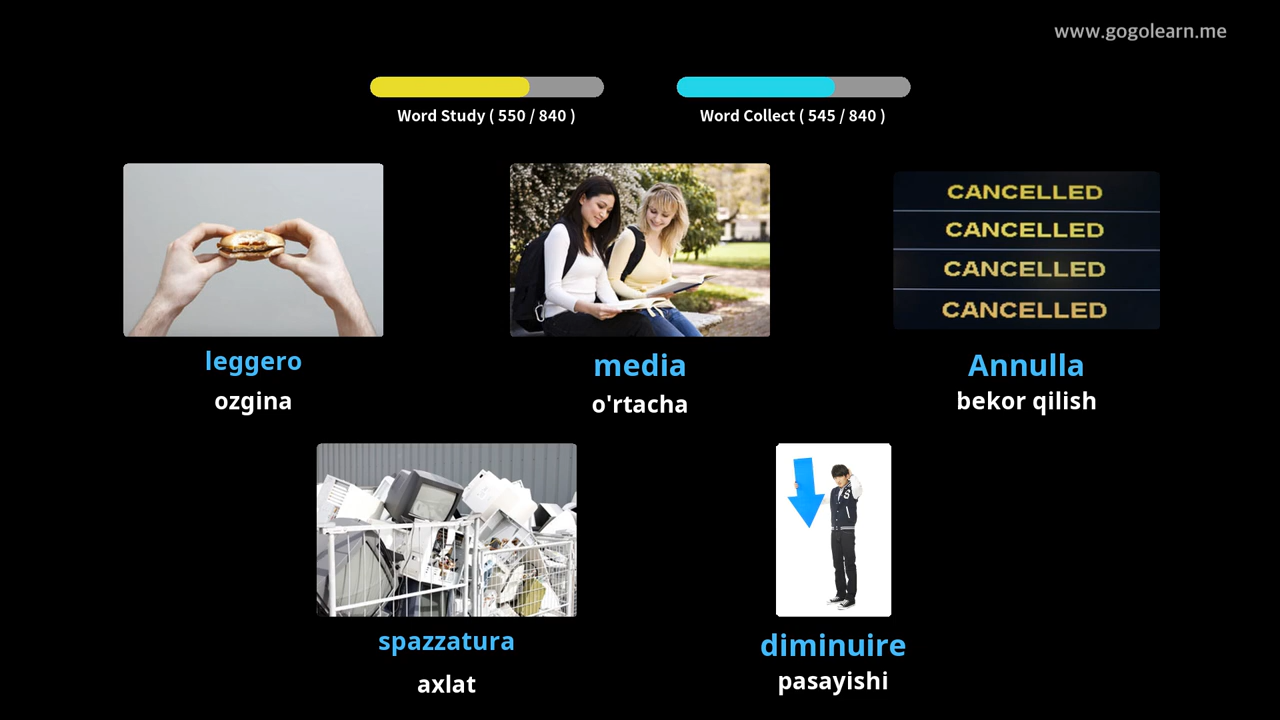 www.gogolearn.me
Word Study ( 550 / 840 )
Word Collect ( 545 / 840 )
CANCELLED
CANCELLED
CANCELLED
CANCELLED
leggero
ozgina
media
o'rtacha
Annulla
bekor qilish
S
spazzatura
axlat
diminuire
pasayishi